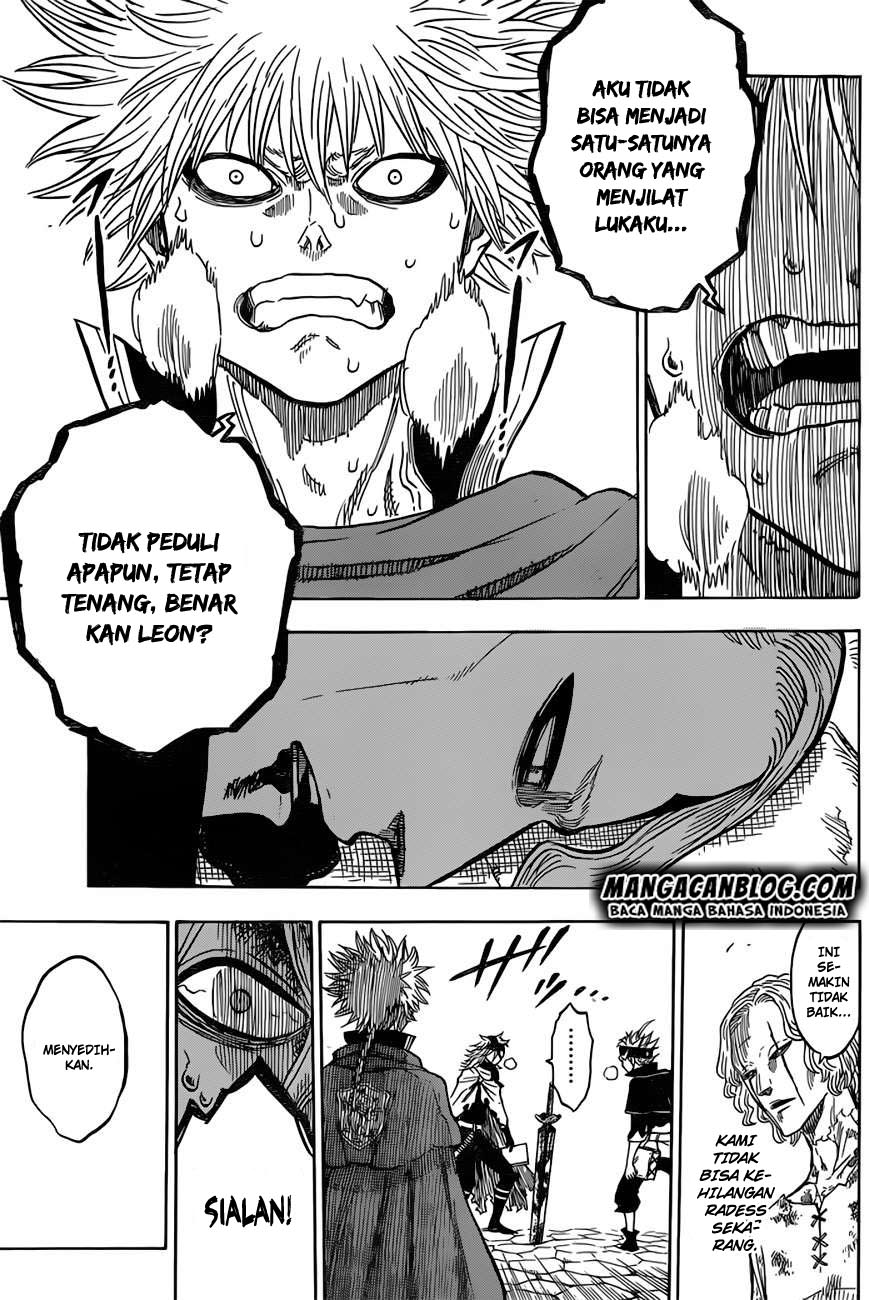 AKU TIDAK
BISA MENJADI
SATU-SATUNYA
ORANG YANG
MENJILAT
LUKAKU...
TIDAK PEDULI
APAPUN, TETAP
TENANG, BENAR
KAN LEON?
MANGACANBLOG.COM
BACA MANGA BAHASA INDONESIA
INI
SE-
MAKIN
TIDAK
BAIK...
KAMI
TIDAK
BISA KE-
HILANGAN
RADESS
SEKA-
RANG.
.........
SIALAN!
MENYEDIH-
KAN.